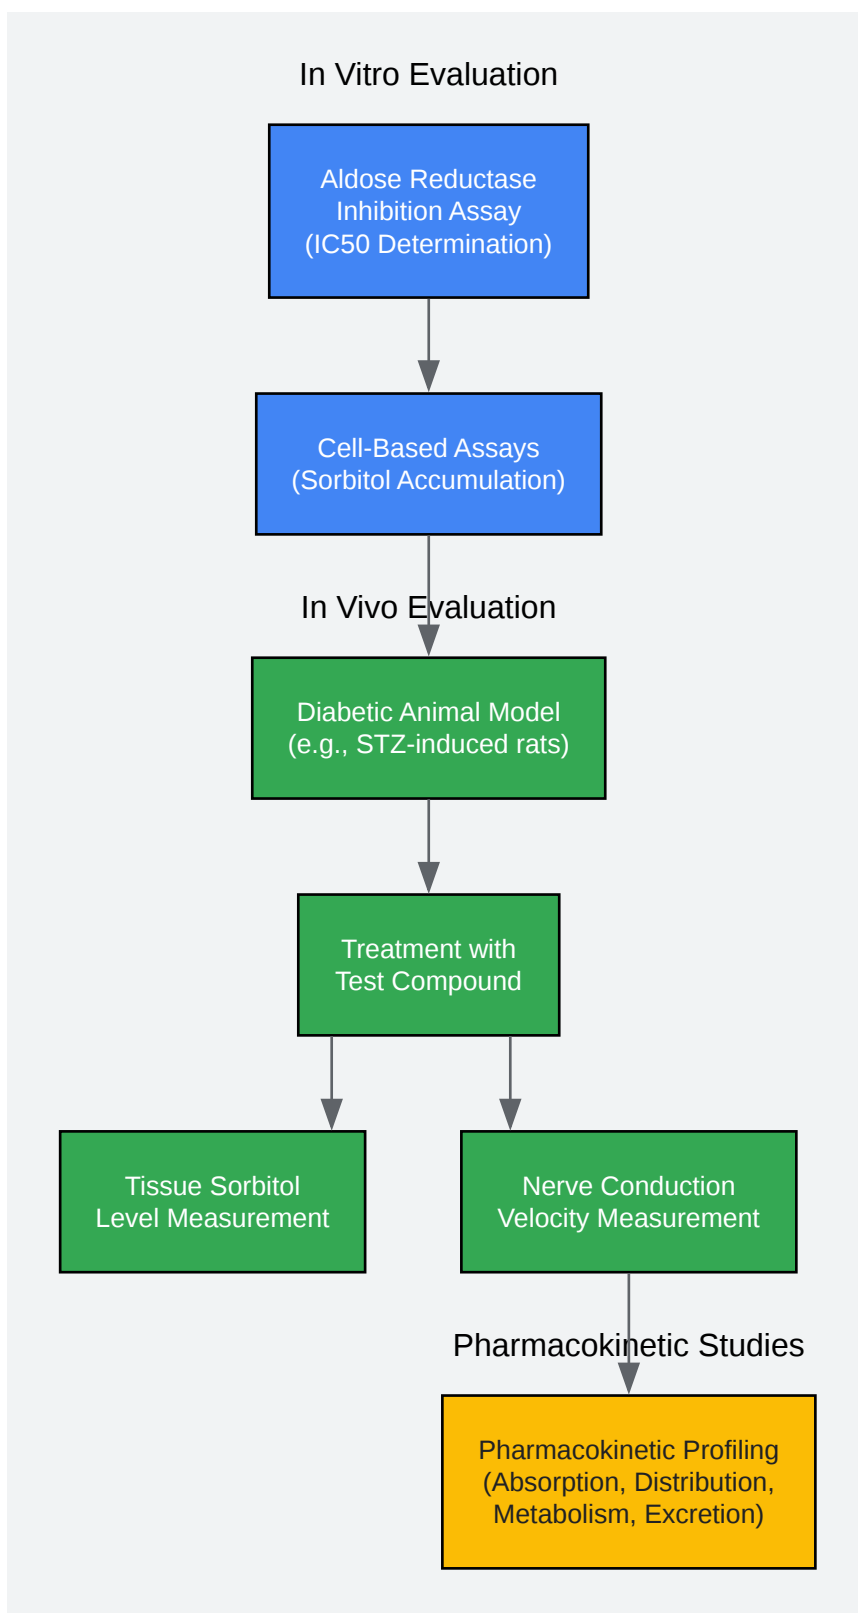 In Vitro Evaluation
Aldose Reductase
Inhibition Assay
(IC50 Determination)
Cell-Based Assays
(Sorbitol Accumulation)
In Vivo Evaluation
Diabetic Animal Model
(e.g., STZ-induced rats)
Treatment with
Test Compound
Tissue Sorbitol
Level Measurement
Nerve Conduction
Velocity Measurement
Pharmacokinetic Studies
Pharmacokinetic Profiling
(Absorption, Distribution,
Metabolism, Excretion)